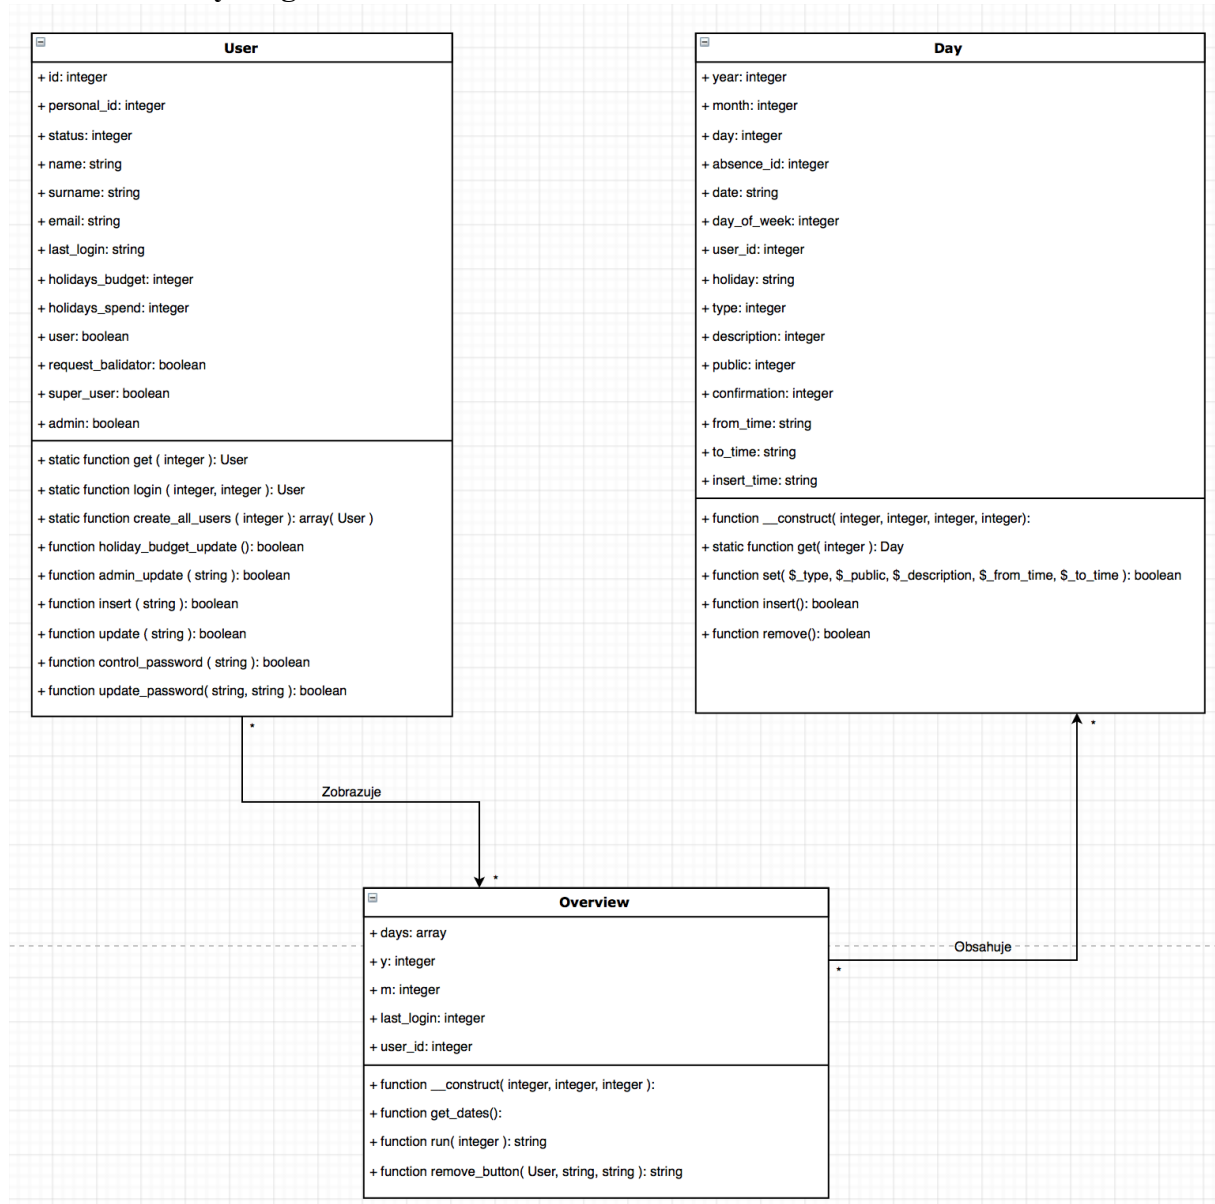 User
+ id: integer
+ personal_id: integer
+ status: integer
+ name: string
+ surname: string
+ email: string
+ last_login: string
+ holidays_budget: integer
+ holidays_spend: integer
+ user: boolean
+ request_balidator: boolean
+ super_user: boolean
+ admin: boolean
+ static function get ( integer ): User
+ static function login ( integer, integer ): User
+ static function create_all_users ( integer ): array( User )
+ function holiday_budget_update (): boolean
+ function admin_update ( string ): boolean
+ function insert ( string ): boolean
+ function update ( string ): boolean
+ function control_password ( string ): boolean
+ function update_password( string, string ): boolean
Day
+ year: integer
+ month: integer
+ day: integer
+ absence_id: integer
+ date: string
+ day_of_week: integer
+ user_id: integer
+ holiday: string
+ type: integer
+ description: integer
+ public: integer
+ confirmation: integer
+ from_time: string
+ to_time: string
+ insert_time: string
+ function __construct( integer, integer, integer, integer):
+ static function get( integer ): Day
+ function set( $_type, $_public, $_description, $_from_time, $_to_time ): boolean
+ function insert(): boolean
+ function remove(): boolean
*
*
Zobrazuje
*
Overview
+ days: array
+ y: integer
+ m: integer
+ last_login: integer
+ user_id: integer
+ function __construct( integer, integer, integer ):
+ function get_dates():
+ function run( integer ): string
+ function remove_button( User, string, string ): string
Obsahuje
*